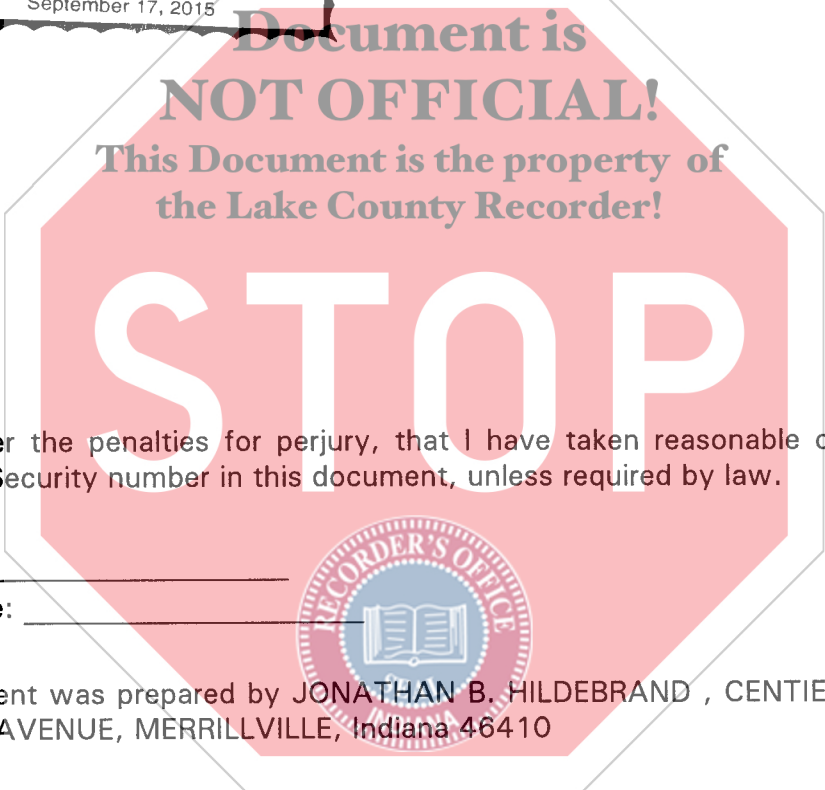 September 17, 2015
Document is
NOT OFFICIAL!
This Document is the property of
the Lake County Recorder!
STOP
er the penalties for perjury, that I have taken reasonable c
Security number in this document, unless required by law.
RECORDER'S OFFICE
e:
ent was prepared by JONATHAN B. HILDEBRAND , CENTIE
AVENUE, MERRILLVILLE, Indiana 46410
INDIANA